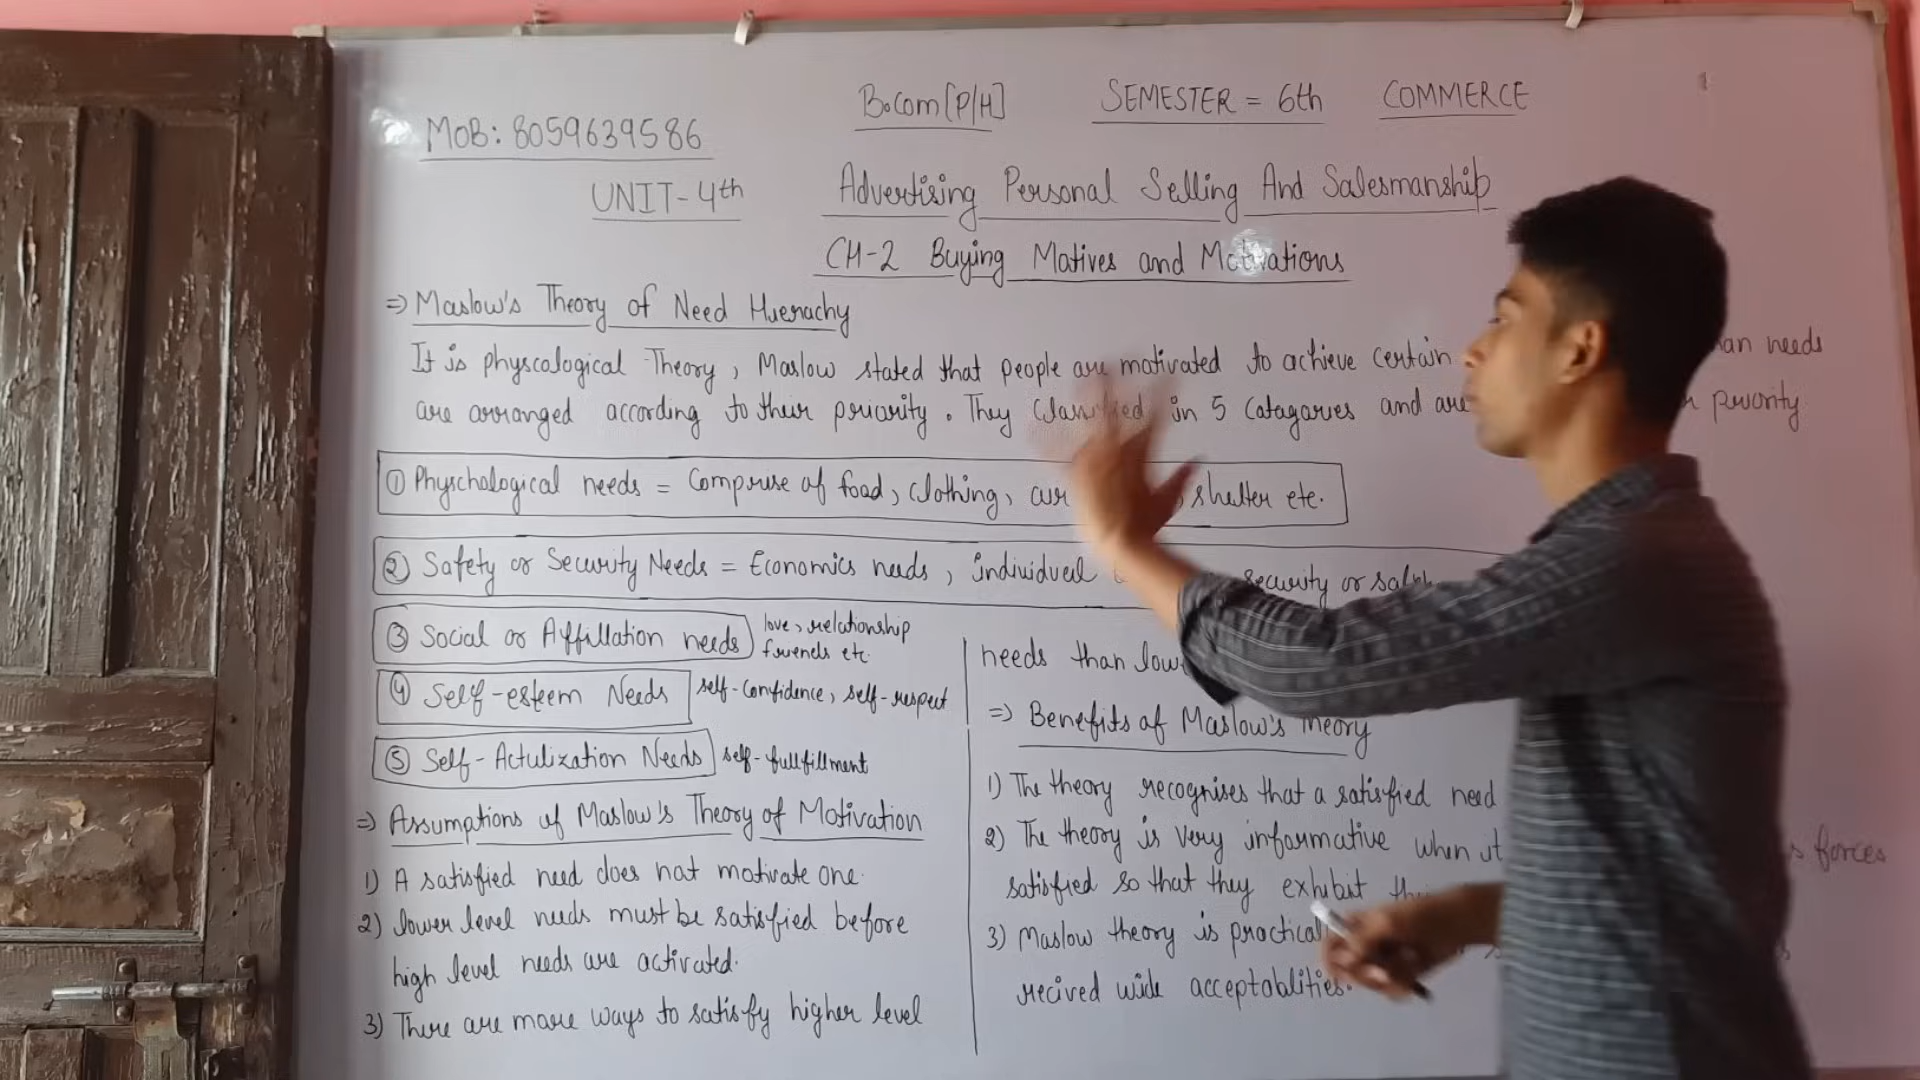 B.Com [P/H] SEMESTER = 6th COMMERCE
MOB: 8059639586
UNIT-4th Advertising Personal Selling And Salesmanship
CH-2 Buying Matives and Motivations
⇒ Maslow's Theory of Need Huerachy
It is physcological Theory, Maslow stated that people are motivated to achieve certain an needs
are arranged according to their priority. They Classified in 5 Catagaries and are priority
① Physchological needs = Comprise of food, clothing, air shelter etc.
② Safety or Security Needs = Economics needs, individual security or
③ Social or Affillation needs love, relationship
friends etc.
④ Self-esteem Needs self-Confidence, self-respect
⑤ Self-Actulization Needs self-fullfillment
⇒ Assumptions of Maslow's Theory of Motivation
1) A satisfied need does not motivate one.
2) lower level needs must be satisfied before
high level needs are activated.
3) There are more ways to satisfy higher level
needs than
⇒ Benefits of Maslow's Theory
1) The theory recognises that a satisfied need
2) The theory is very informative when it forces
satisfied so that they exhibit
3) Maslow theory is practical
recived wide acceptablities.